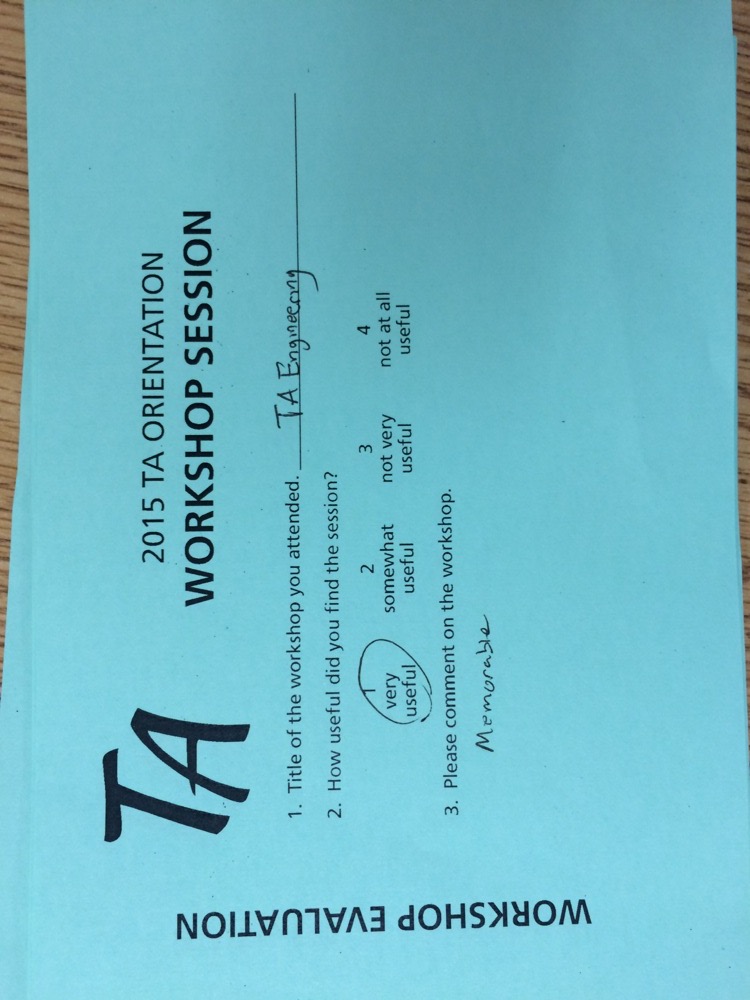 TA
2015 TA ORIENTATION
WORKSHOP SESSION
1. Title of the workshop you attended. TA Engineering
2. How useful did you find the session?
1 2 3 4
very somewhat not very not at all
useful useful useful useful
3. Please comment on the workshop.
Memorable
WORKSHOP EVALUATION